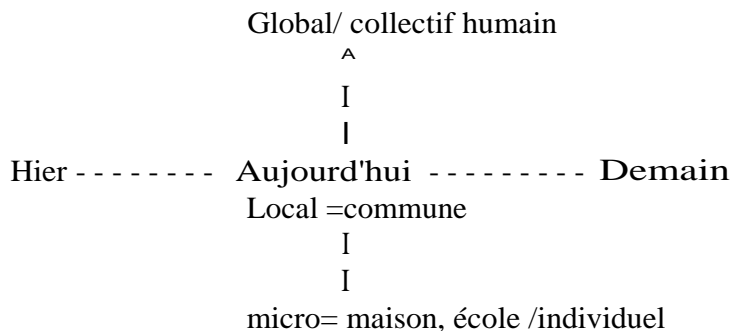 Global/ collectif humain
^
I
I
Hier - - - - - - - - Aujourd'hui - - - - - - - - - Demain
Local =commune
I
I
micro= maison, école /individuel